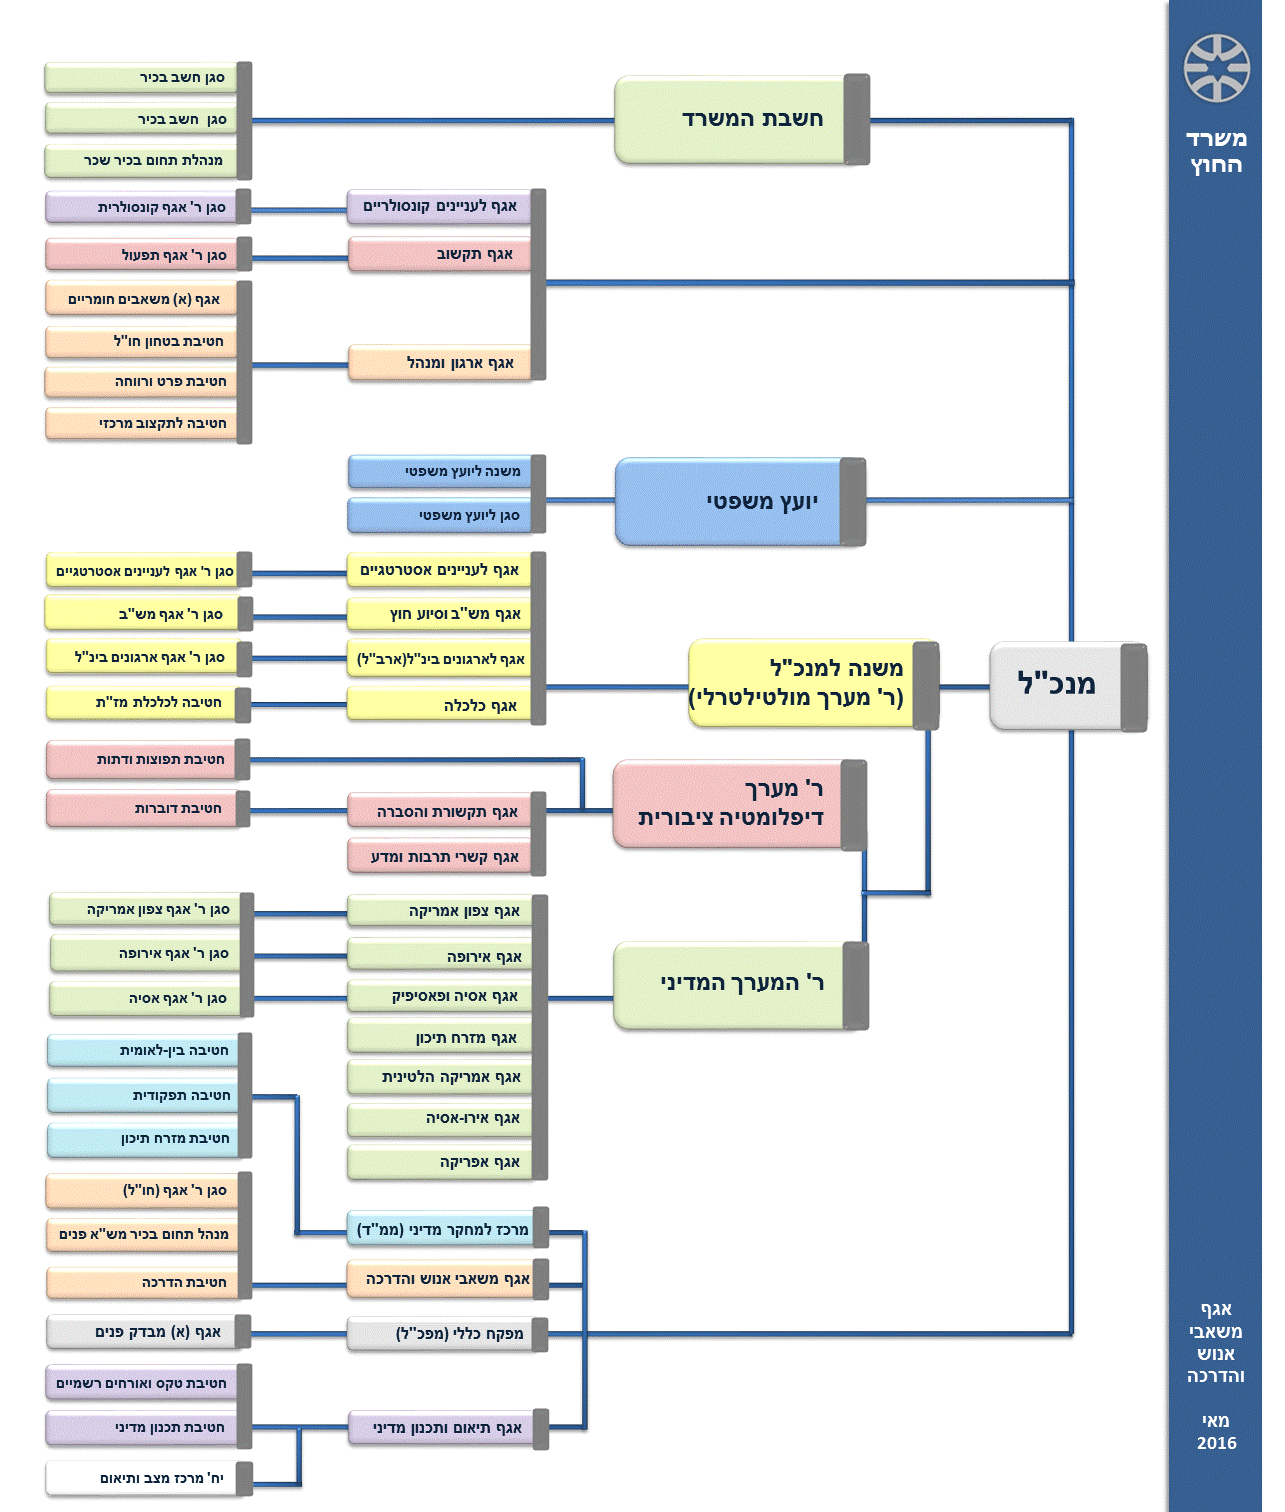 משרד
החוץ
מנכ"ל
חשבת המשרד
סגן חשב בכיר
סגן חשב בכיר
מנהלת תחום בכיר שכר
אגף לעניינים קונסולריים
סגן ר' אגף קונסולרית
אגף תקשוב
סגן ר' אגף תפעול
אגף ארגון ומנהל
אגף (א) משאבים חומריים
חטיבת בטחון חו"ל
חטיבת פרט ורווחה
חטיבה לתקצוב מרכזי
יועץ משפטי
משנה ליועץ משפטי
סגן ליועץ משפטי
משנה למנכ"ל
(ר' מערך מולטילטרלי)
אגף לעניינים אסטרטגיים
סגן ר' אגף לעניינים אסטרטגיים
אגף מש"ב וסיוע חוץ
סגן ר' אגף מש"ב
אגף לארגונים בינ"ל(ארב"ל)
סגן ר' אגף ארגונים בינ"ל
אגף כלכלה
חטיבה לכלכלת מז"ת
ר' מערך
דיפלומטיה ציבורית
חטיבת תפוצות ודתות
אגף תקשורת והסברה
חטיבת דוברות
אגף קשרי תרבות ומדע
ר' המערך המדיני
אגף צפון אמריקה
סגן ר' אגף צפון אמריקה
אגף אירופה
סגן ר' אגף אירופה
אגף אסיה ופאסיפיק
סגן ר' אגף אסיה
אגף מזרח תיכון
אגף אמריקה הלטינית
אגף אירו-אסיה
אגף אפריקה
מרכז למחקר מדיני (ממ"ד)
חטיבה בין-לאומית
חטיבה תפקודית
חטיבת מזרח תיכון
אגף משאבי אנוש והדרכה
סגן ר' אגף (חו"ל)
מנהל תחום בכיר מש"א פנים
חטיבת הדרכה
מפקח כללי (מפכ"ל)
אגף (א) מבדק פנים
אגף תיאום ותכנון מדיני
חטיבת טקס ואורחים רשמיים
חטיבת תכנון מדיני
יח' מרכז מצב ותיאום
אגף
משאבי
אנוש
והדרכה
מאי
2016